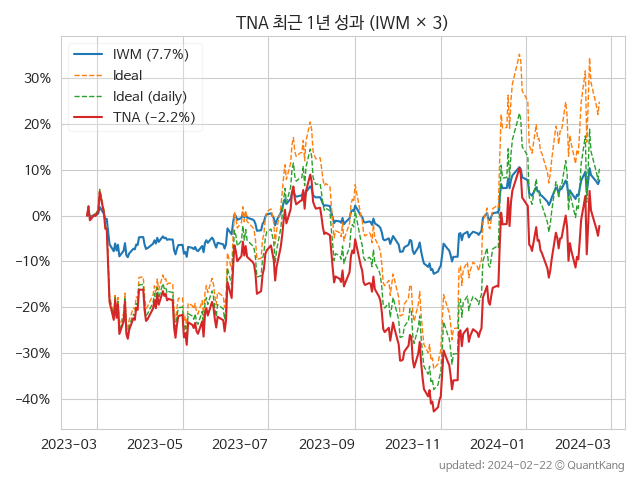 TNA 최근 1년 성과 (IWM × 3)
IWM (7.7%)
Ideal
Ideal (daily)
TNA (−2.2%)
30%
20%
10%
0%
−10%
−20%
−30%
−40%
2023-03 2023-05 2023-07 2023-09 2023-11 2024-01 2024-03
updated: 2024-02-22 © QuantKang